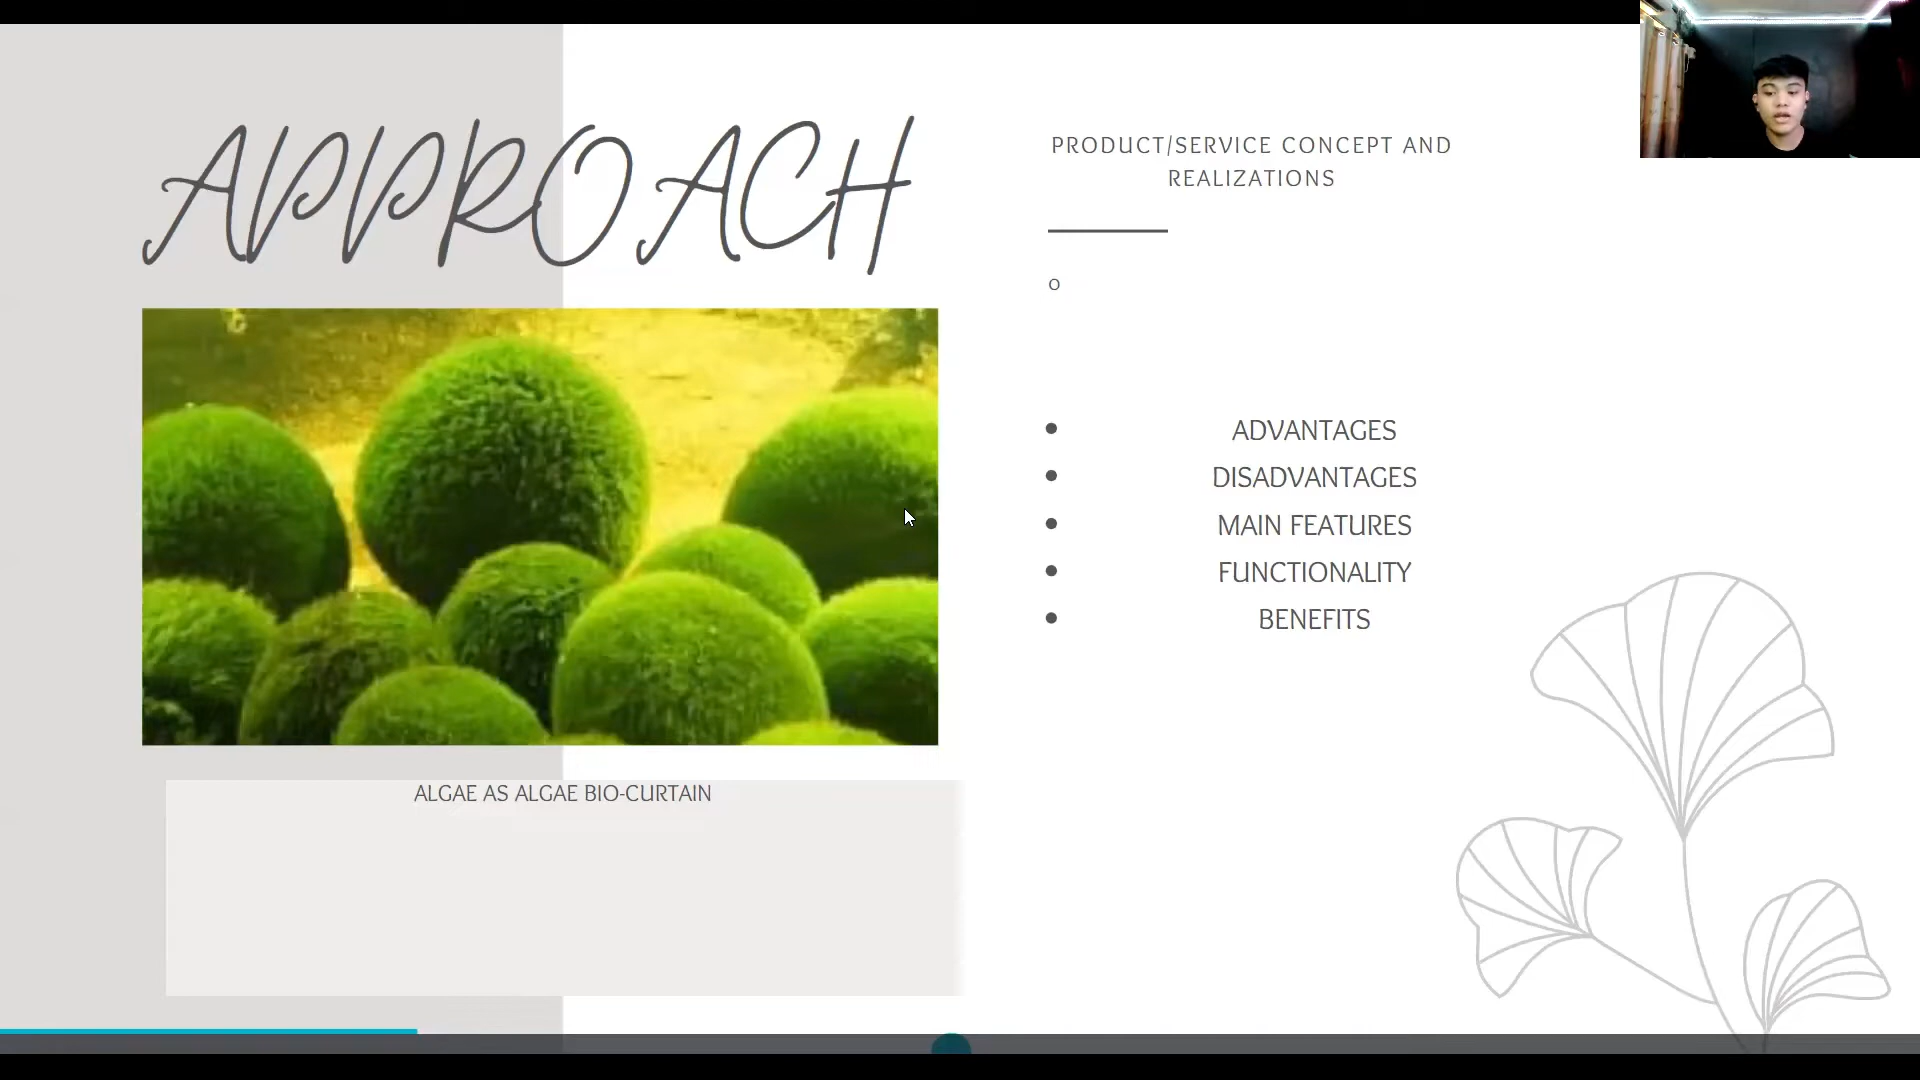 APPROACH
PRODUCT/SERVICE CONCEPT AND
REALIZATIONS
o
• ADVANTAGES
• DISADVANTAGES
• MAIN FEATURES
• FUNCTIONALITY
• BENEFITS
ALGAE AS ALGAE BIO-CURTAIN